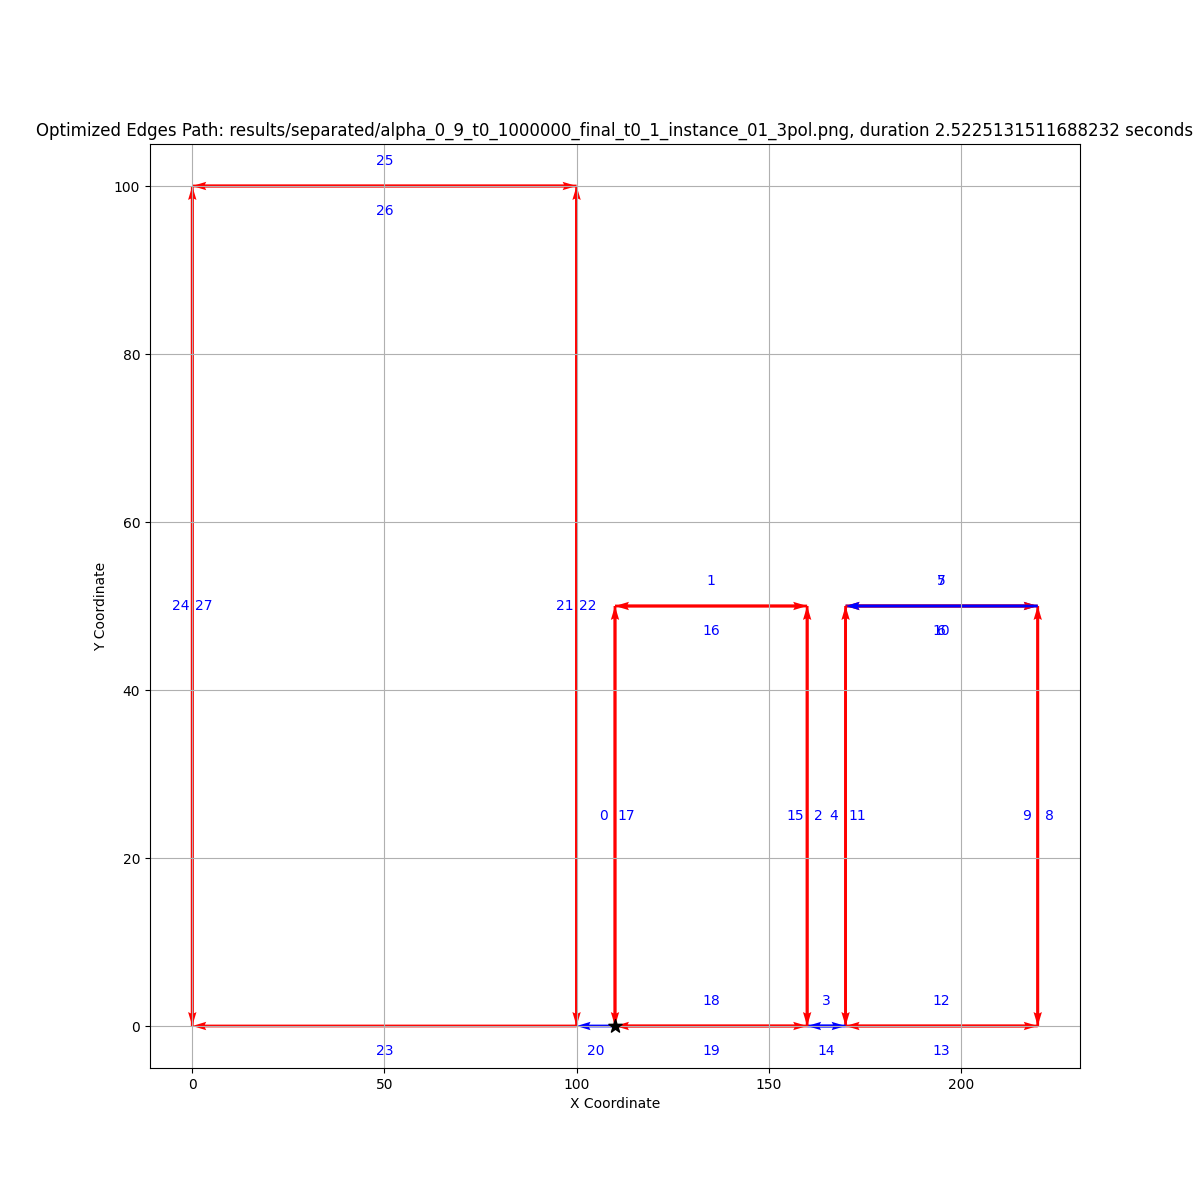 Optimized Edges Path: results/separated/alpha_0_9_t0_1000000_final_t0_1_instance_01_3pol.png, duration 2.5225131511688232 seconds
25
100
26
80
60
24 27 21 22
1
16
40
0 17 15 2 4 11 9 8
20
18 3 12
0
23 20 19 14 13
0 50 100 150 200
X Coordinate
Y Coordinate